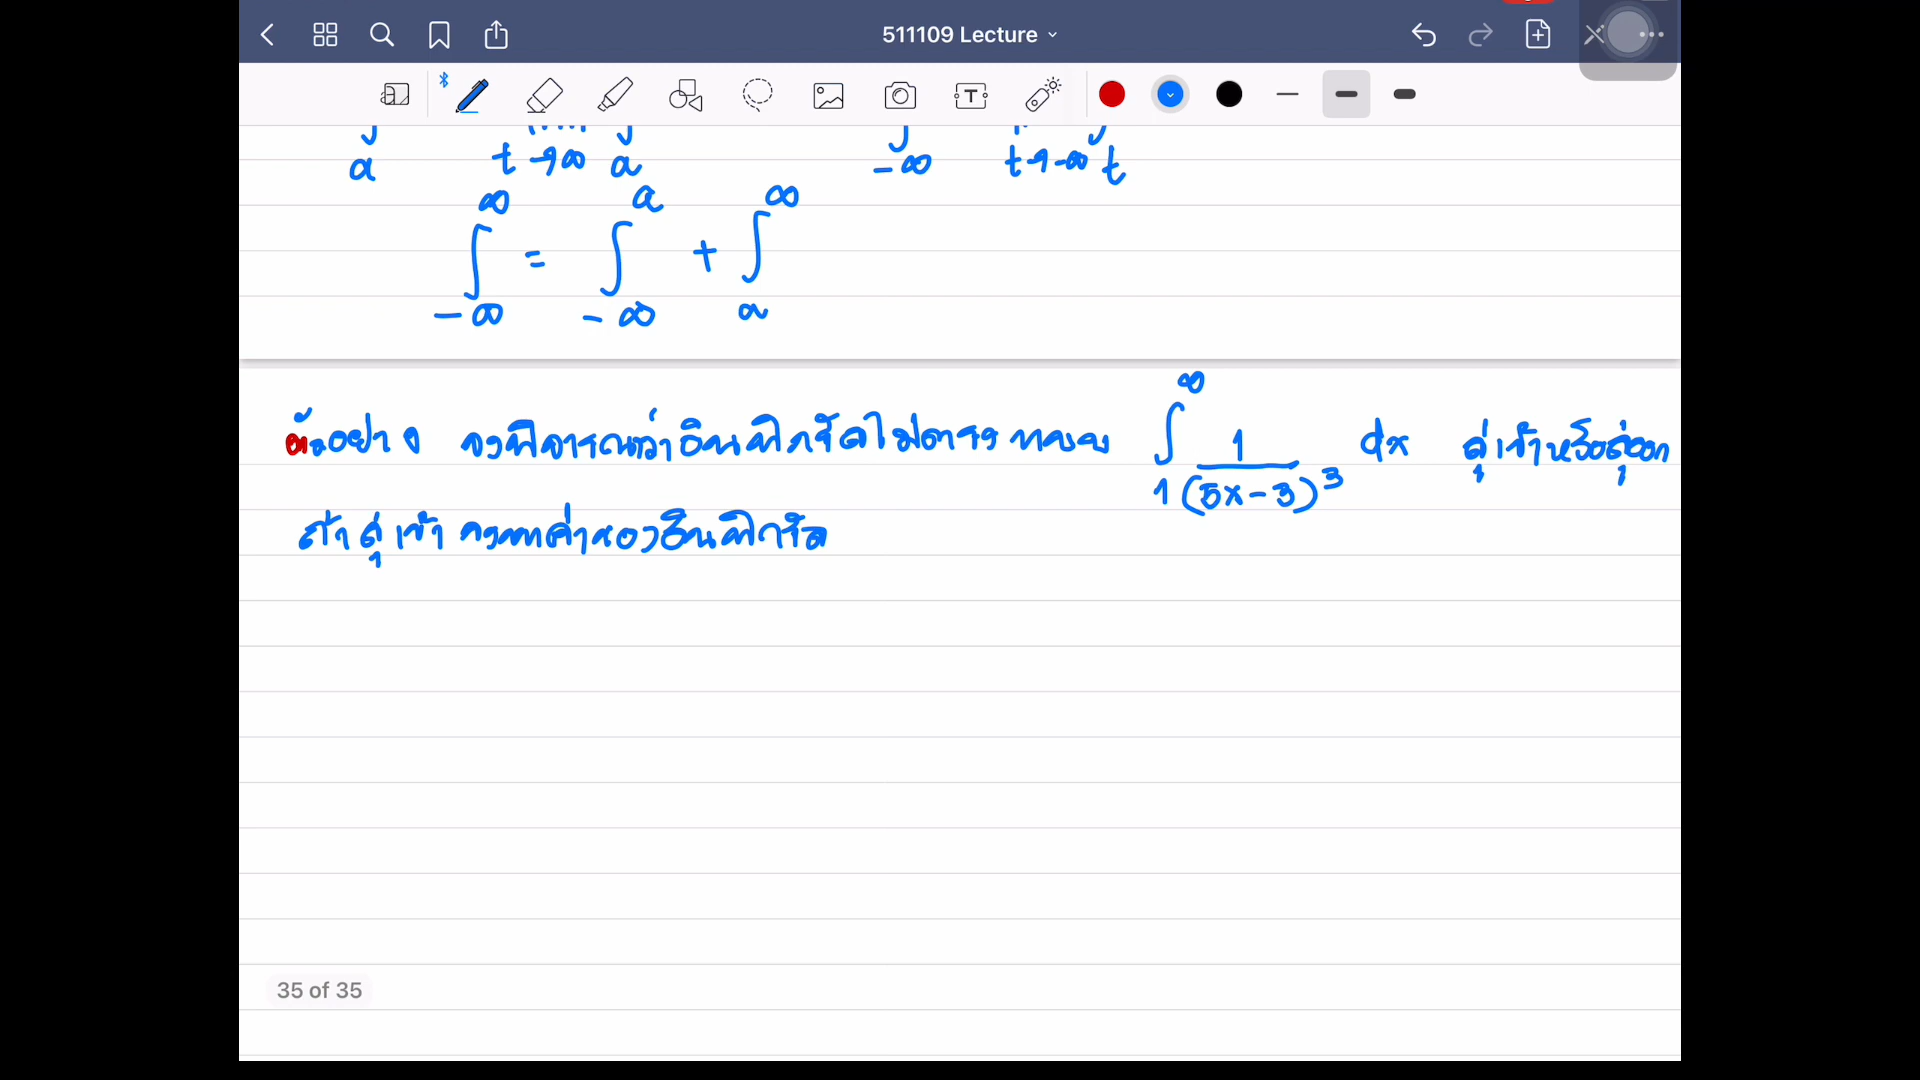 511109 Lecture
a t→∞ a -∞ t→-∞ t
∞ a ∞
∫ = ∫ + ∫
-∞ -∞ a
ตัวอย่าง จงพิจารณาว่าอินทิกรัลไม่ตรงแบบ ∫₁^∞ 1/(5x-3)³ dx ลู่เข้าหรือลู่ออก
ถ้าลู่เข้า จงหาค่าของอินทิกรัล
35 of 35